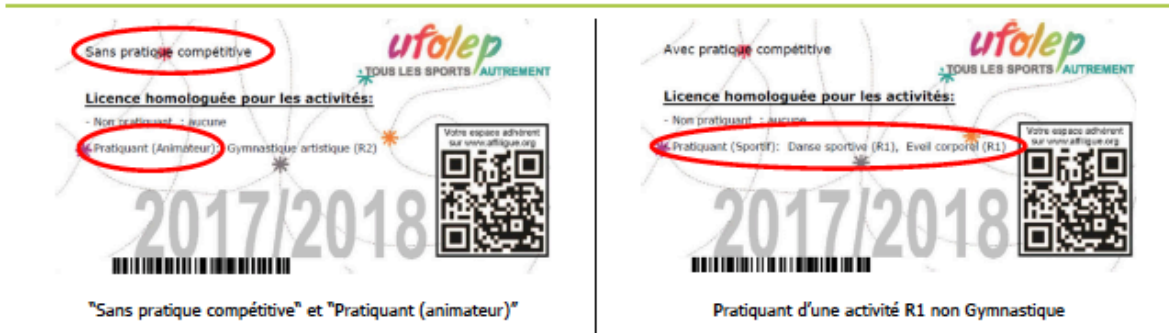 Sans pratique compétitive
ufolep
TOUS LES SPORTS AUTREMENT
Licence homologuée pour les activités:
- Non pratiquant : aucune
- Pratiquant (Animateur): Gymnastique artistique (R2)
Votre espace adhérent
sur www.affiligue.org
2017/2018
"Sans pratique compétitive" et "Pratiquant (animateur)"
Avec pratique compétitive
ufolep
TOUS LES SPORTS AUTREMENT
Licence homologuée pour les activités:
- Non pratiquant : aucune
- Pratiquant (Sportif): Danse sportive (R1), Eveil corporel (R1)
Votre espace adhérent
sur www.affiligue.org
2017/2018
Pratiquant d'une activité R1 non Gymnastique